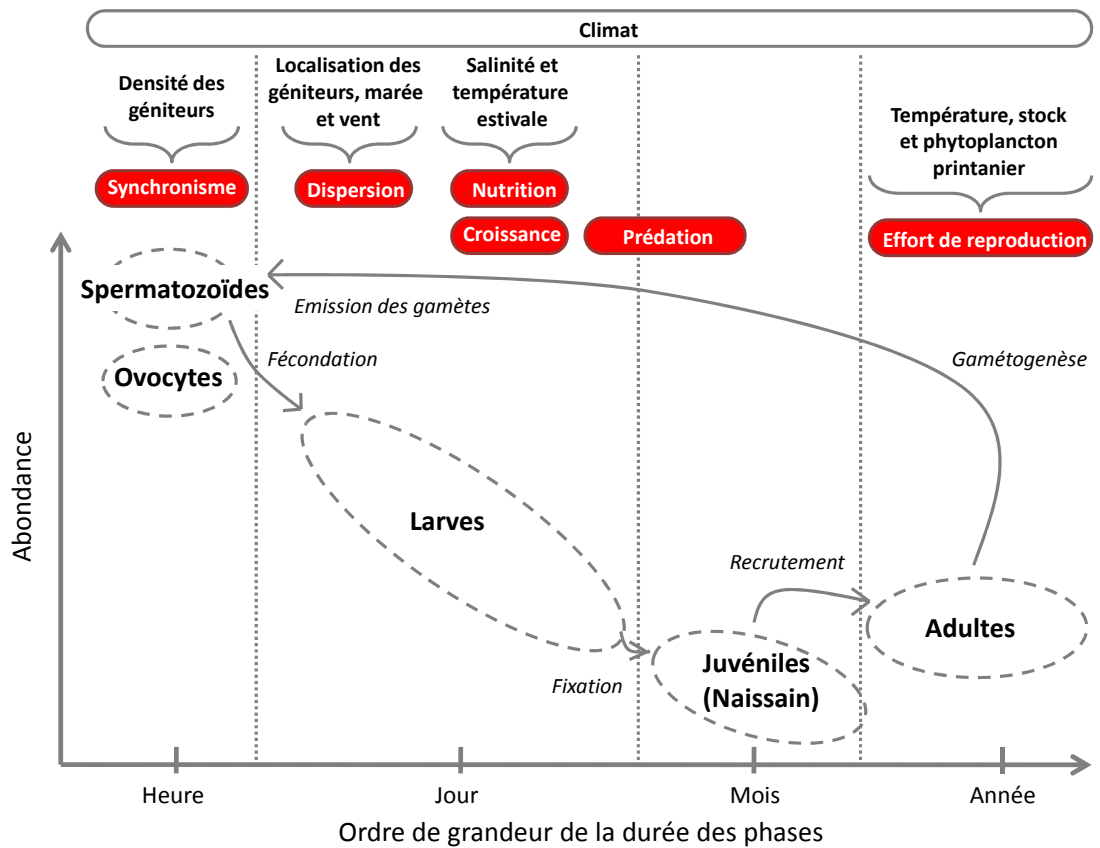 Climat
Densité des
géniteurs
Localisation des
géniteurs, marée
et vent
Salinité et
température
estivale
Température, stock
et phytoplancton
printanier
Synchronisme
Dispersion
Nutrition
Croissance
Prédation
Effort de reproduction
Spermatozoïdes
Emission des gamètes
Fécondation
Gamétogenèse
Ovocytes
Abondance
Larves
Recrutement
Adultes
Juvéniles
(Naissain)
Fixation
Heure
Jour
Mois
Année
Ordre de grandeur de la durée des phases